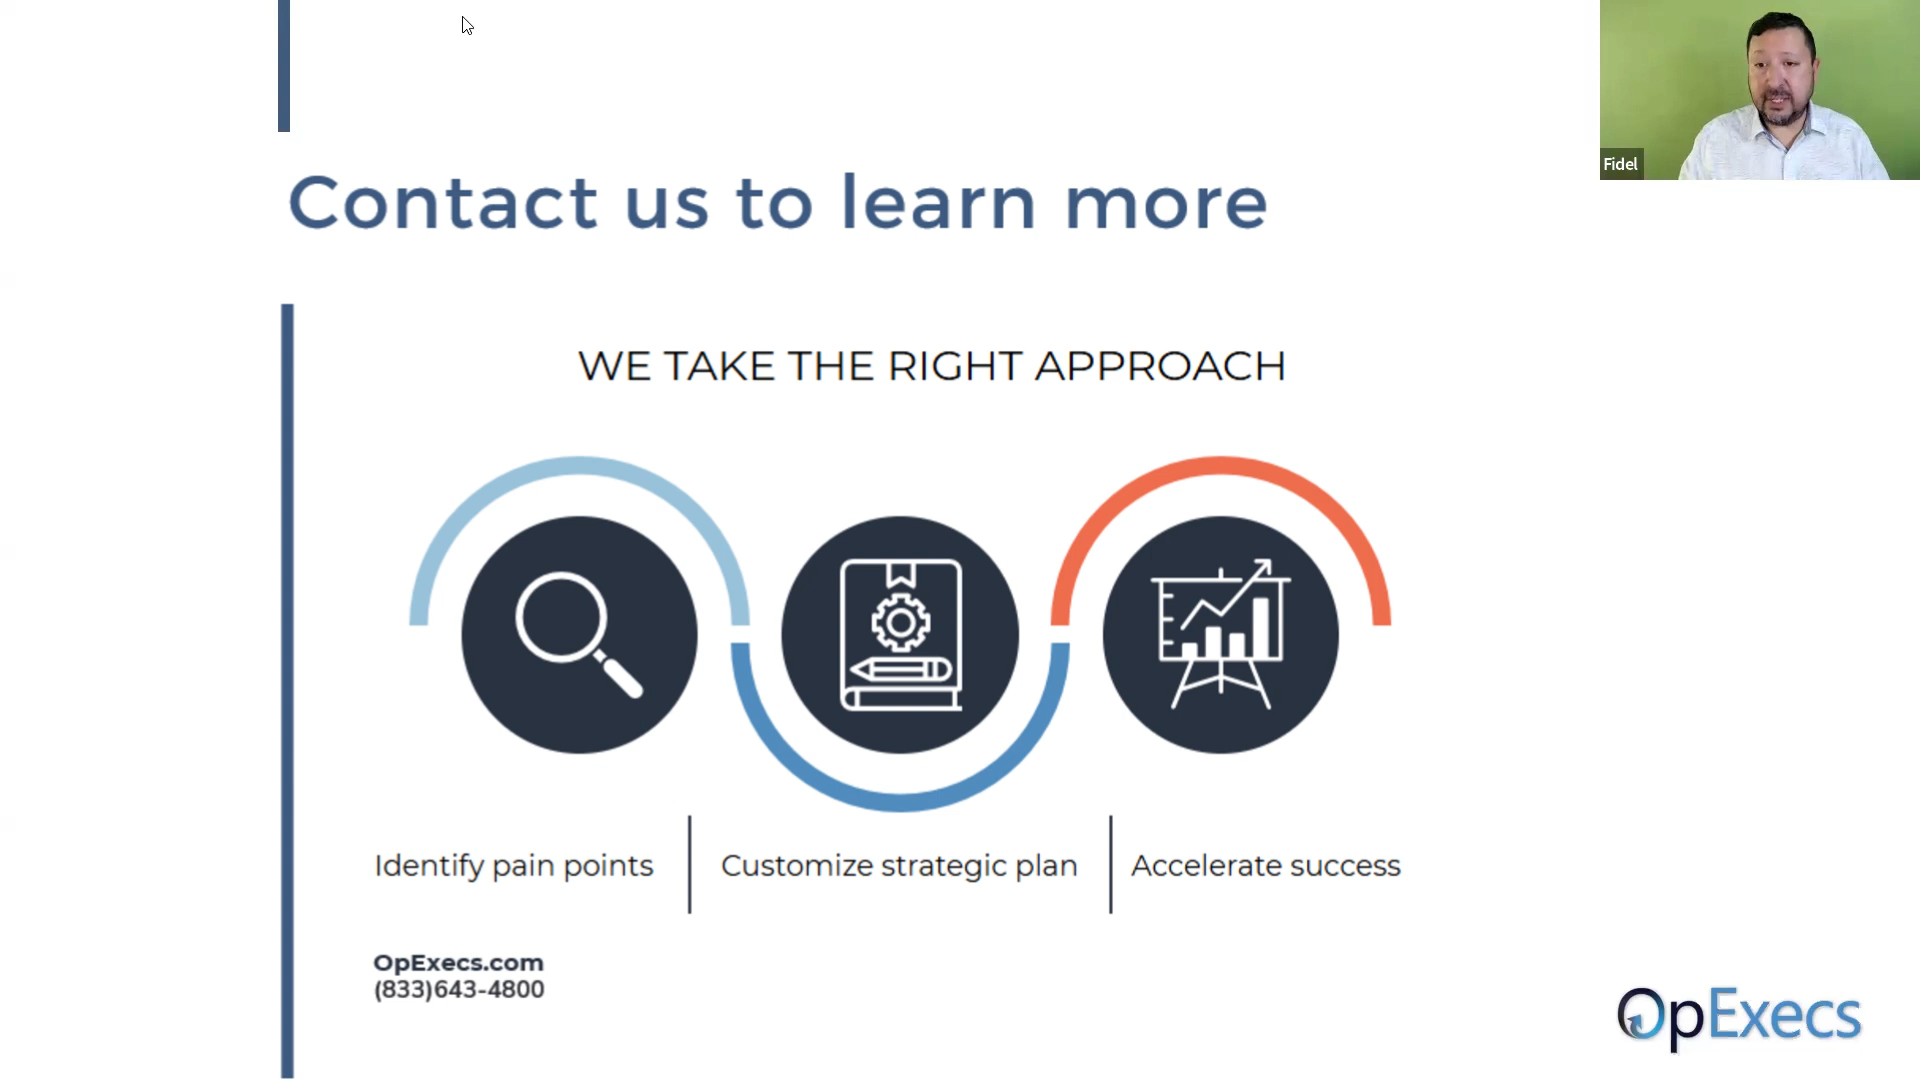 Fidel
Contact us to learn more
WE TAKE THE RIGHT APPROACH
Identify pain points
Customize strategic plan
Accelerate success
OpExecs.com
(833)643-4800
OpExecs